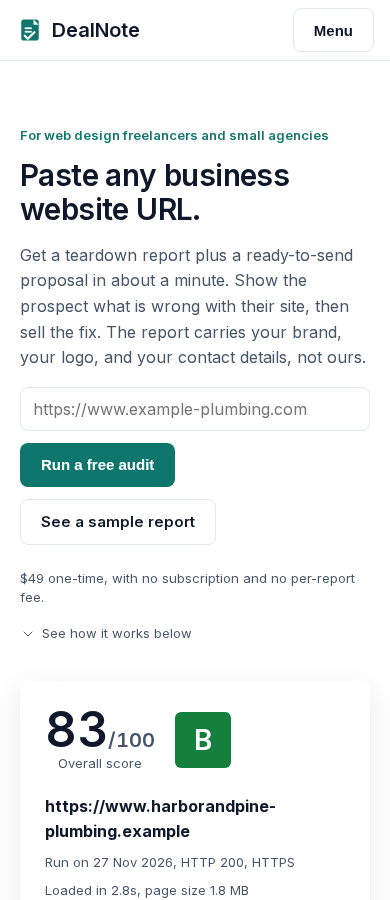 DealNote
Menu
For web design freelancers and small agencies
Paste any business
website URL.
Get a teardown report plus a ready-to-send
proposal in about a minute. Show the
prospect what is wrong with their site, then
sell the fix. The report carries your brand,
your logo, and your contact details, not ours.
https://www.example-plumbing.com
Run a free audit
See a sample report
$49 one-time, with no subscription and no per-report
fee.
See how it works below
83/100
B
Overall score
https://www.harborandpine-
plumbing.example
Run on 27 Nov 2026, HTTP 200, HTTPS
Loaded in 2.8s, page size 1.8 MB